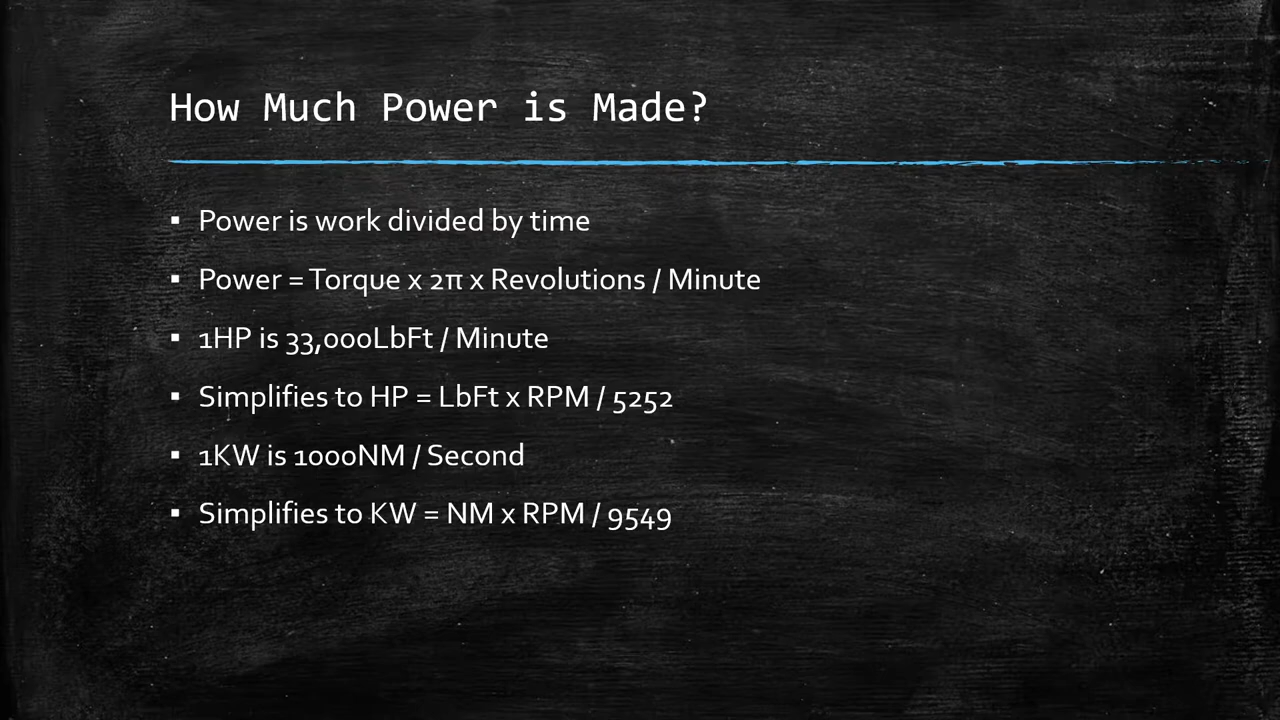 How Much Power is Made?
▪ Power is work divided by time
▪ Power = Torque x 2π x Revolutions / Minute
▪ 1HP is 33,000LbFt / Minute
▪ Simplifies to HP = LbFt x RPM / 5252
▪ 1KW is 1000NM / Second
▪ Simplifies to KW = NM x RPM / 9549